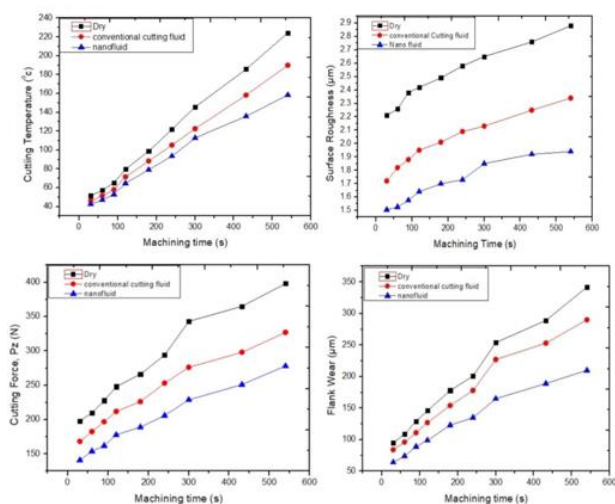 240
220
200
180
160
140
120
100
80
60
40
Cuttiing Temperature (°c)
Dry
conventional cutting fluid
nanofluid
0 100 200 300 400 500 600
Machining time (s)
2.9
2.8
2.7
2.6
2.5
2.4
2.3
2.2
2.1
2.0
1.9
1.8
1.7
1.6
1.5
Surface Roughness (µm)
Dry
conventional Cutting fluid
Nano fluid
0 100 200 300 400 500 600
Machining Time (s)
400
350
300
250
200
150
Cutting Force, Pz (N)
Dry
conventional cutting fluid
nanofluid
0 100 200 300 400 500 600
Machining time (s)
350
300
250
200
150
100
50
Flank Wear (µm)
Dry
conventional cutting fluid
nanofluid
0 100 200 300 400 500 600
Machining time (s)